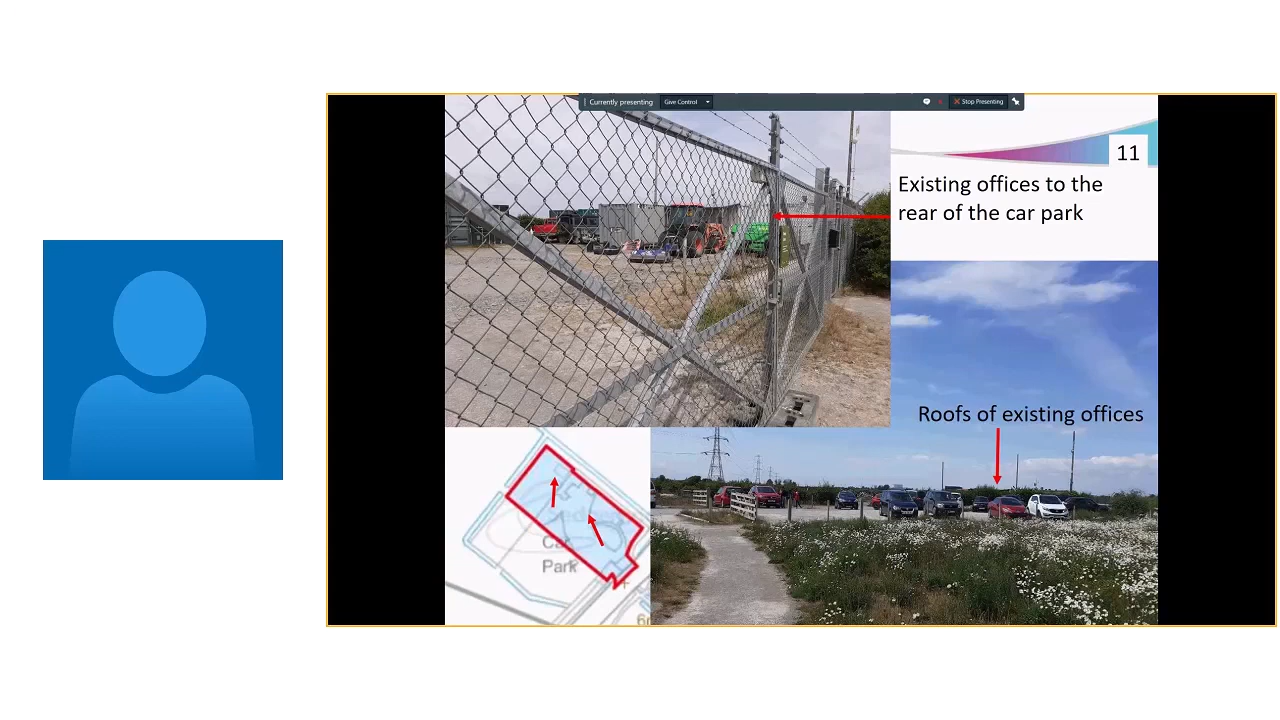 Currently presenting
Give Control
Stop Presenting
11
Existing offices to the
rear of the car park
Roofs of existing offices
Car
Park